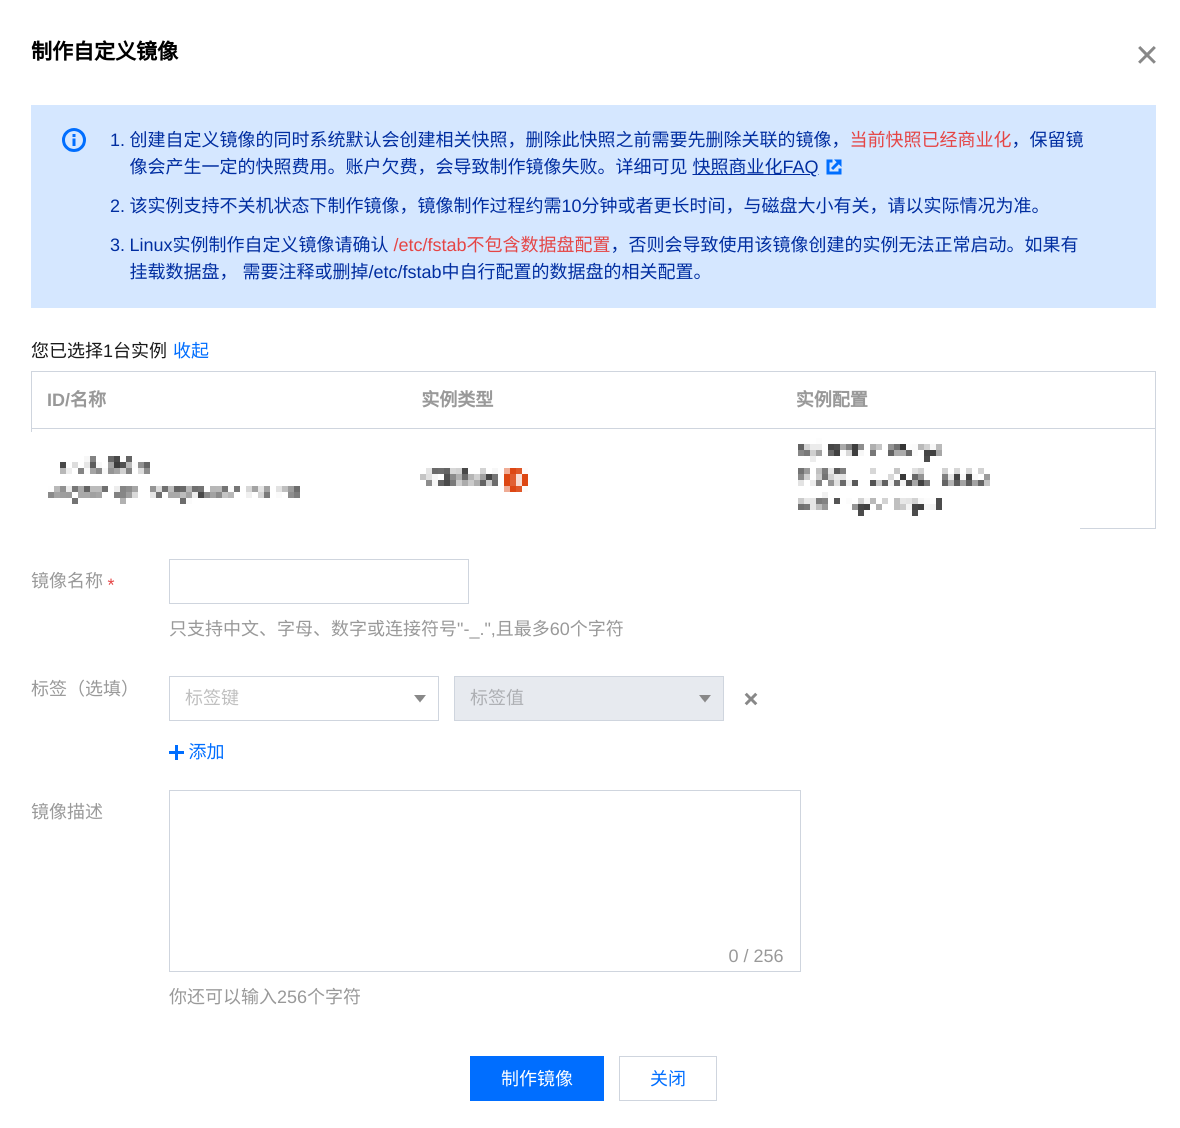 制作自定义镜像
1. 创建自定义镜像的同时系统默认会创建相关快照，删除此快照之前需要先删除关联的镜像，当前快照已经商业化，保留镜
像会产生一定的快照费用。账户欠费，会导致制作镜像失败。详细可见 快照商业化FAQ
2. 该实例支持不关机状态下制作镜像，镜像制作过程约需10分钟或者更长时间，与磁盘大小有关，请以实际情况为准。
3. Linux实例制作自定义镜像请确认 /etc/fstab不包含数据盘配置，否则会导致使用该镜像创建的实例无法正常启动。如果有
挂载数据盘， 需要注释或删掉/etc/fstab中自行配置的数据盘的相关配置。
您已选择1台实例 收起
ID/名称 实例类型 实例配置
镜像名称 *
只支持中文、字母、数字或连接符号"-_.",且最多60个字符
标签（选填） 标签键 标签值
添加
镜像描述
0 / 256
你还可以输入256个字符
制作镜像 关闭